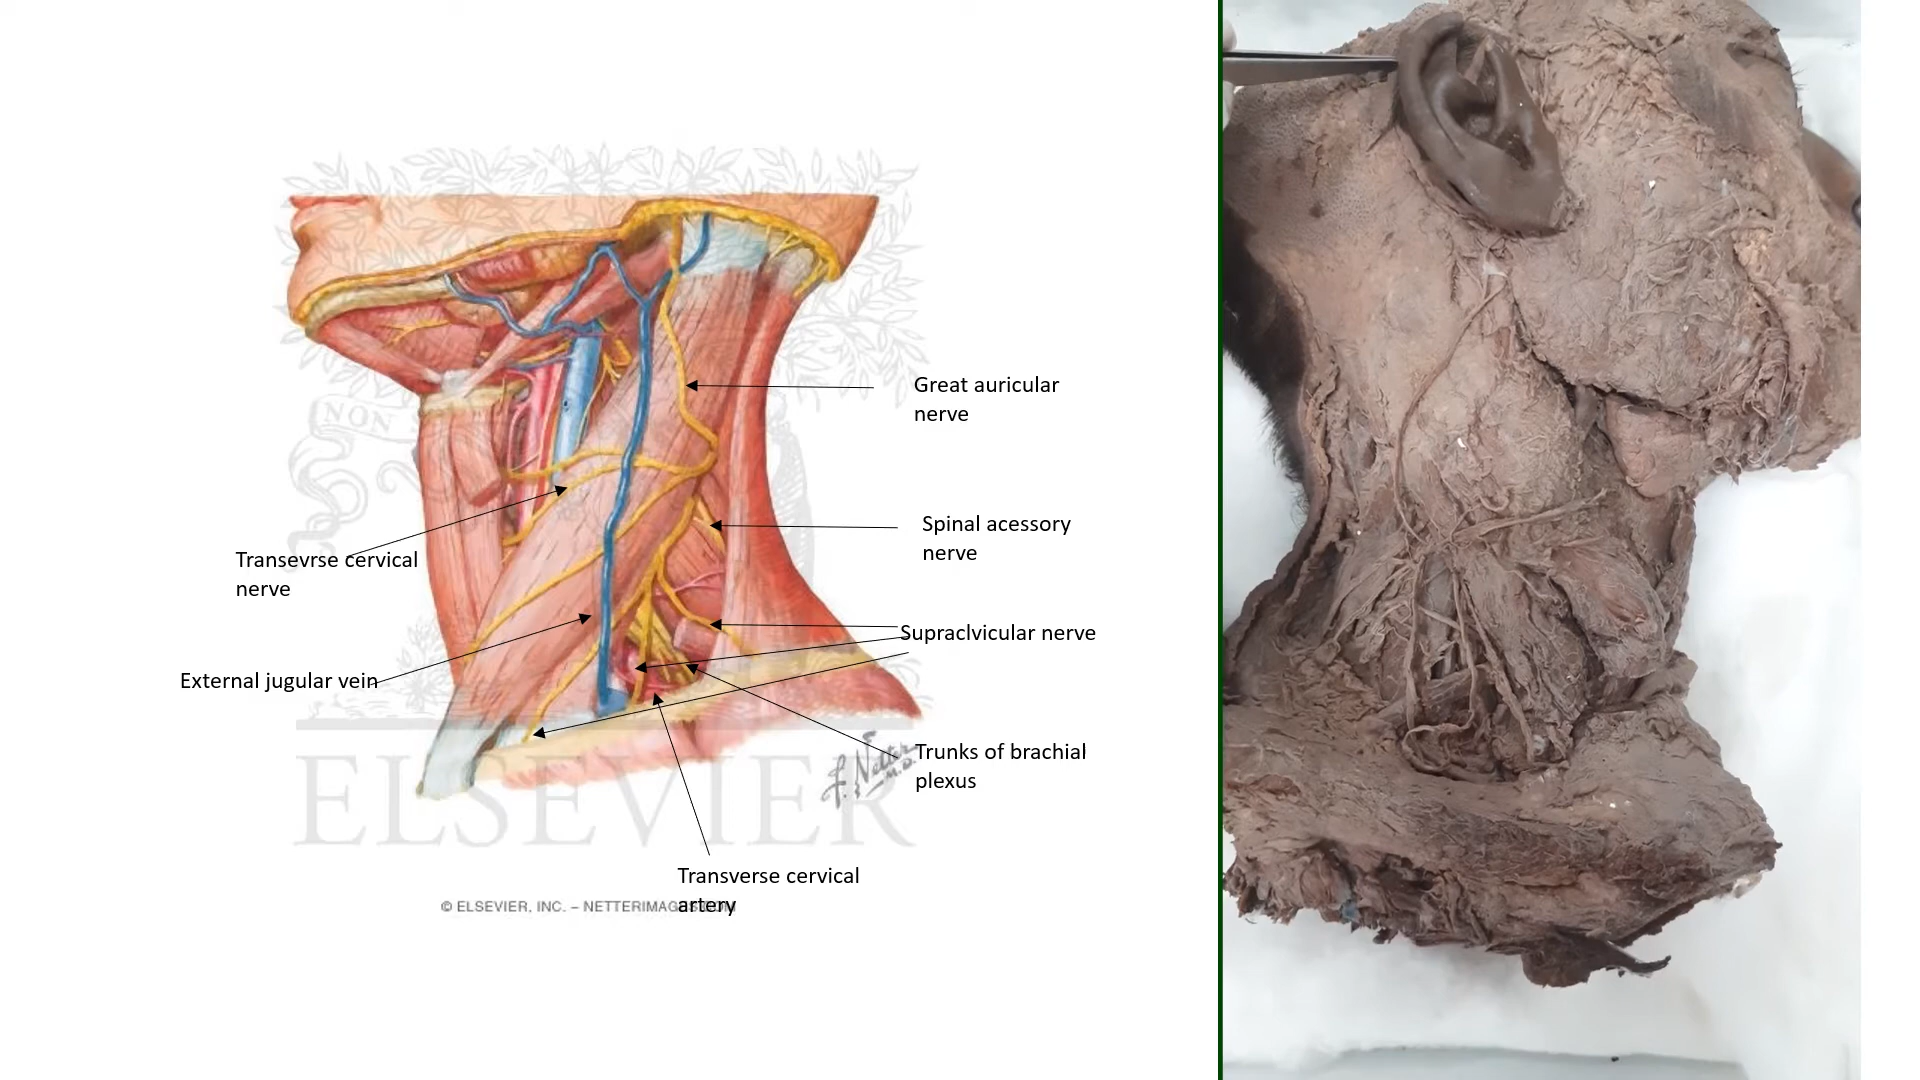 NON
Great auricular
nerve
Spinal acessory
nerve
Transevrse cervical
nerve
Supraclvicular nerve
External jugular vein
Trunks of brachial
plexus
F. Netter
M.D.
ELSEVIER
Transverse cervical
artery
© ELSEVIER, INC. – NETTERIMAGES.COM